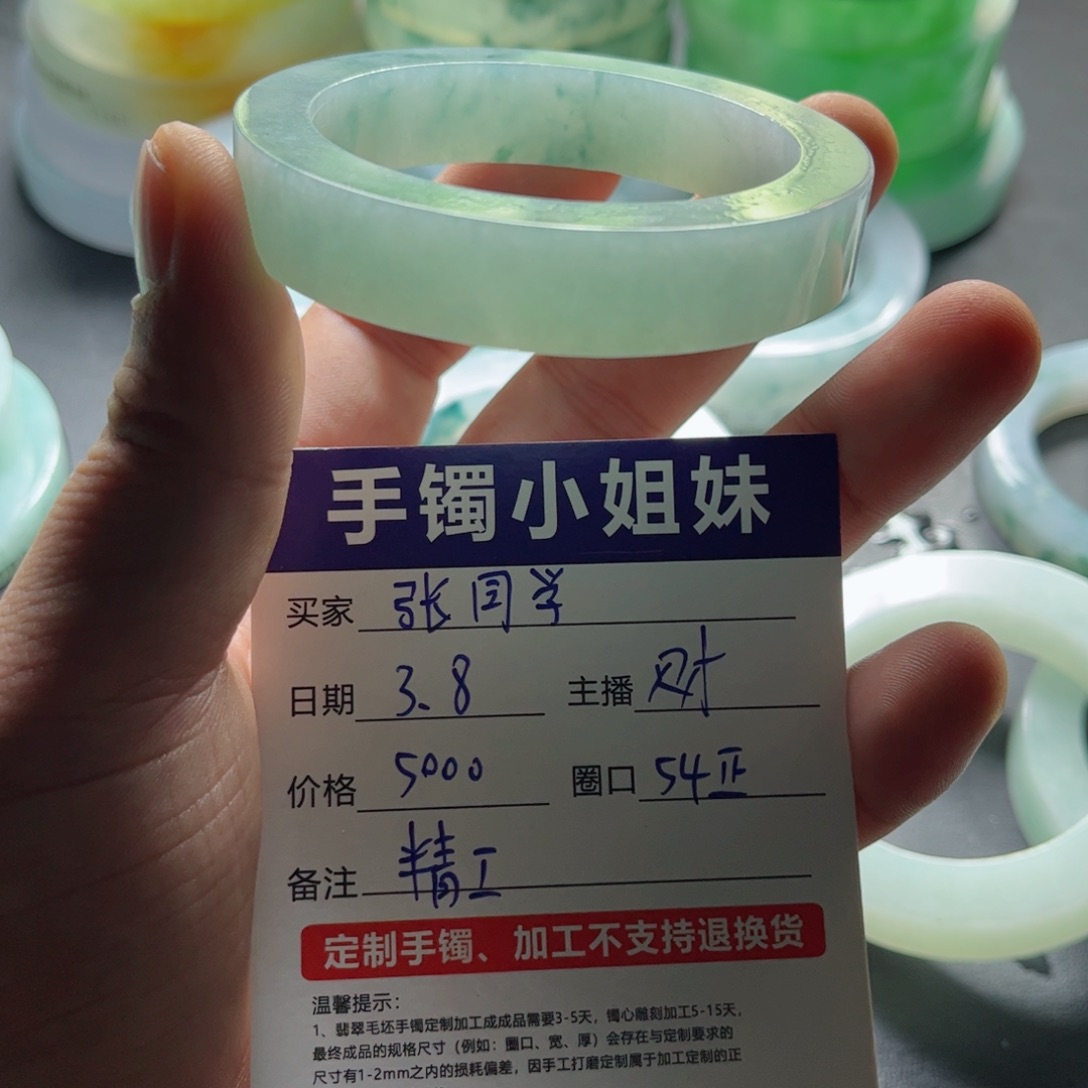 手镯小姐妹
买家 张同学
日期 3.8 主播 财
价格 5000 圈口 54正
备注 精工
定制手镯、加工不支持退换货
温馨提示：
1、翡翠毛坯手镯定制加工成成品需要3-5天，镯心雕刻加工5-15天，
最终成品的规格尺寸（例如：圈口、宽、厚）会存在与定制要求的
尺寸有1-2mm之内的损耗偏差，因手工打磨定制属于加工定制的正